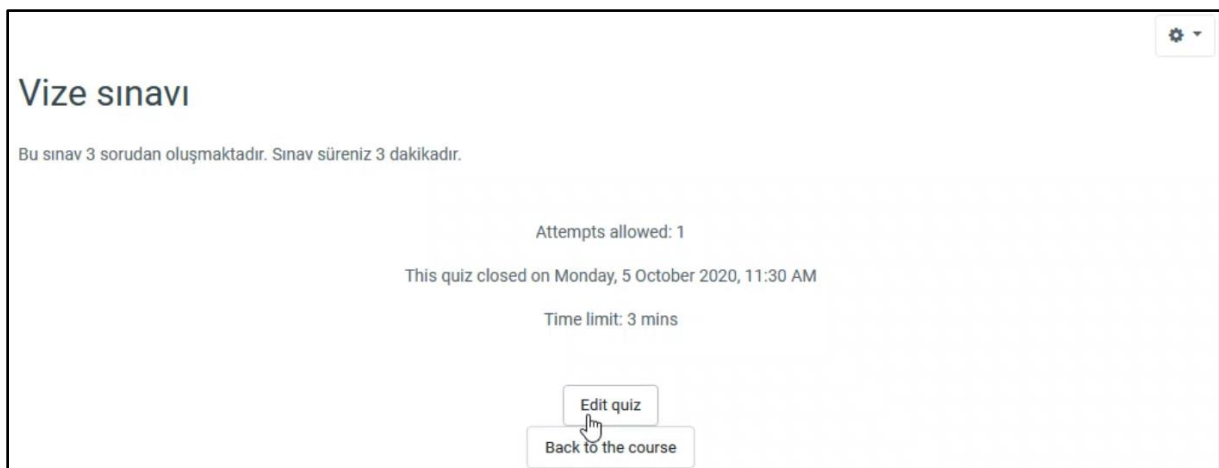 Vize sınavı
Bu sınav 3 sorudan oluşmaktadır. Sınav süreniz 3 dakikadır.
Attempts allowed: 1
This quiz closed on Monday, 5 October 2020, 11:30 AM
Time limit: 3 mins
Edit quiz
Back to the course